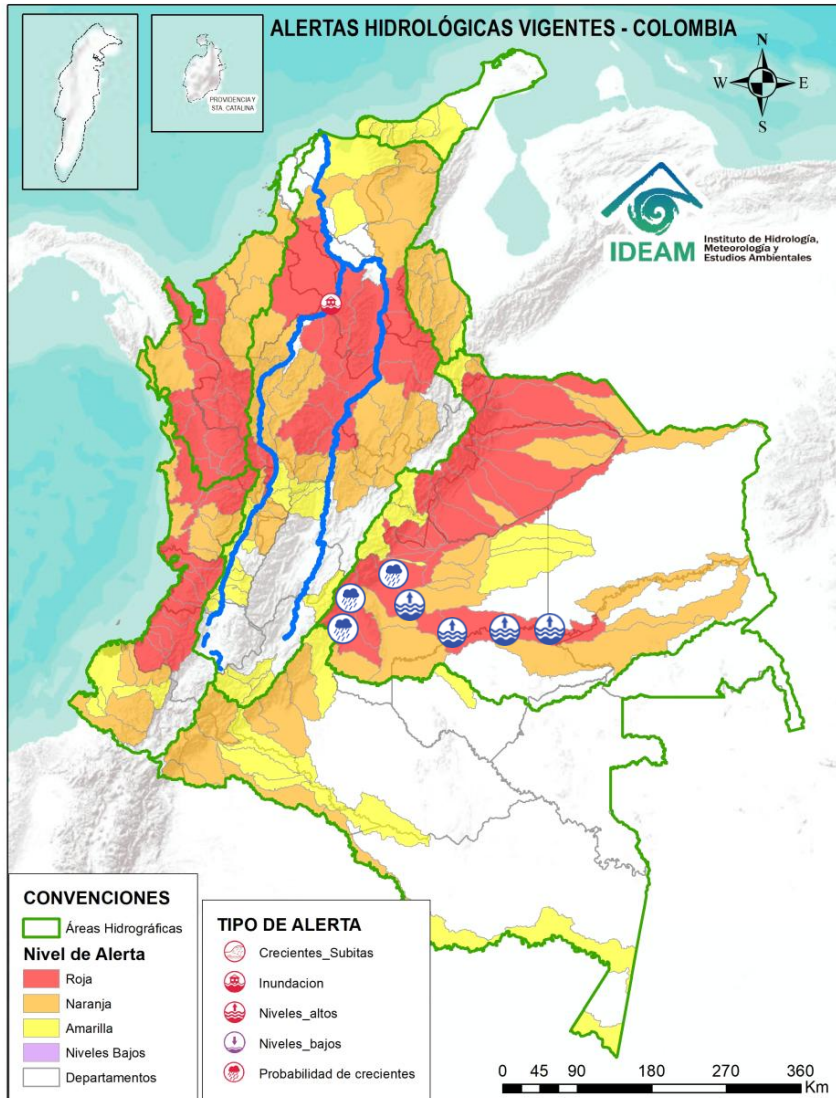 ALERTAS HIDROLÓGICAS VIGENTES - COLOMBIA
PROVIDENCIA Y
STA. CATALINA
N
W
E
S
IDEAM
Instituto de Hidrología,
Meteorología y
Estudios Ambientales
CONVENCIONES
Áreas Hidrográficas
Nivel de Alerta
Roja
Naranja
Amarilla
Niveles Bajos
Departamentos
TIPO DE ALERTA
Crecientes_Subitas
Inundacion
Niveles_altos
Niveles_bajos
Probabilidad de crecientes
0 45 90 180 270 360
Km